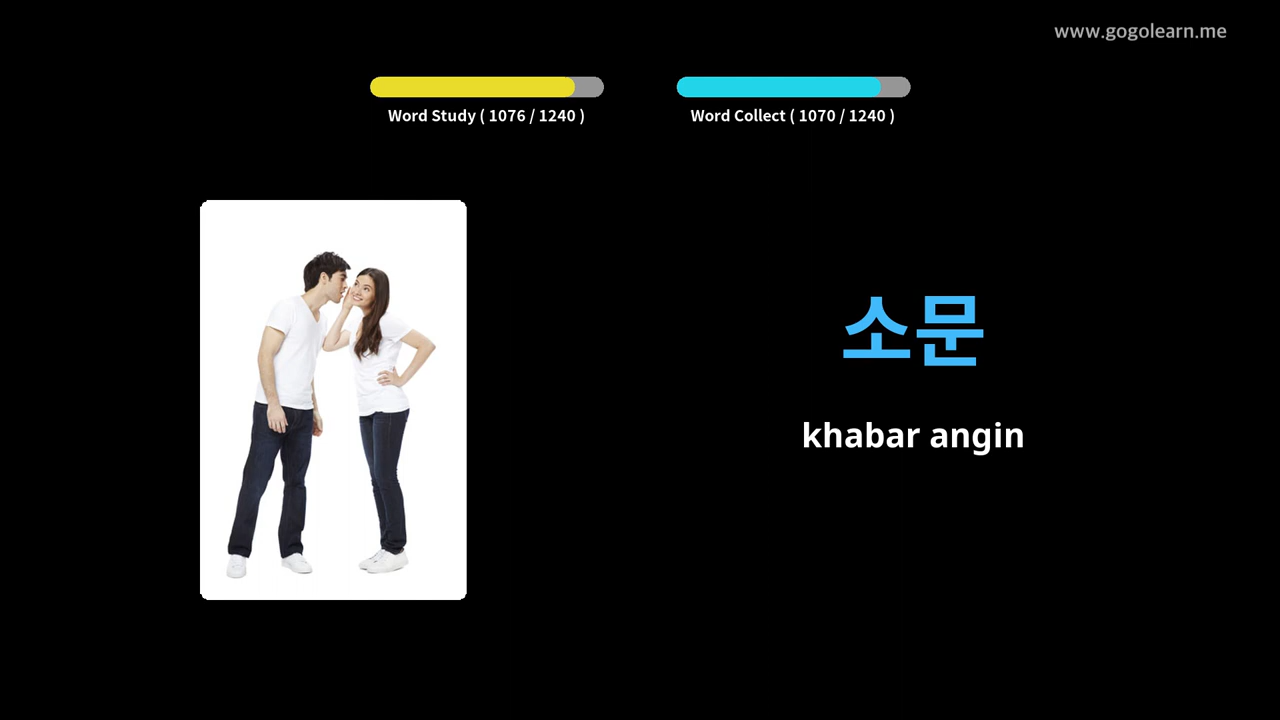 www.gogolearn.me
Word Study ( 1076 / 1240 )
Word Collect ( 1070 / 1240 )
소문
khabar angin